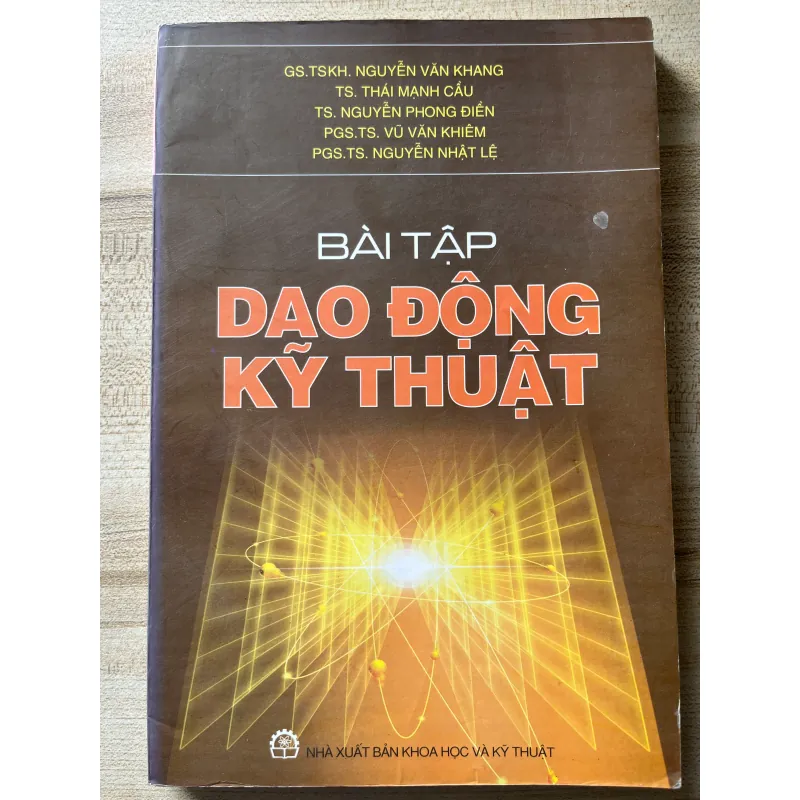 GS.TSKH. NGUYỄN VĂN KHANG
TS. THÁI MẠNH CẦU
TS. NGUYỄN PHONG ĐIỀN
PGS.TS. VŨ VĂN KHIÊM
PGS.TS. NGUYỄN NHẬT LỆ
BÀI TẬP
DAO ĐỘNG
KỸ THUẬT
NHÀ XUẤT BẢN KHOA HỌC VÀ KỸ THUẬT